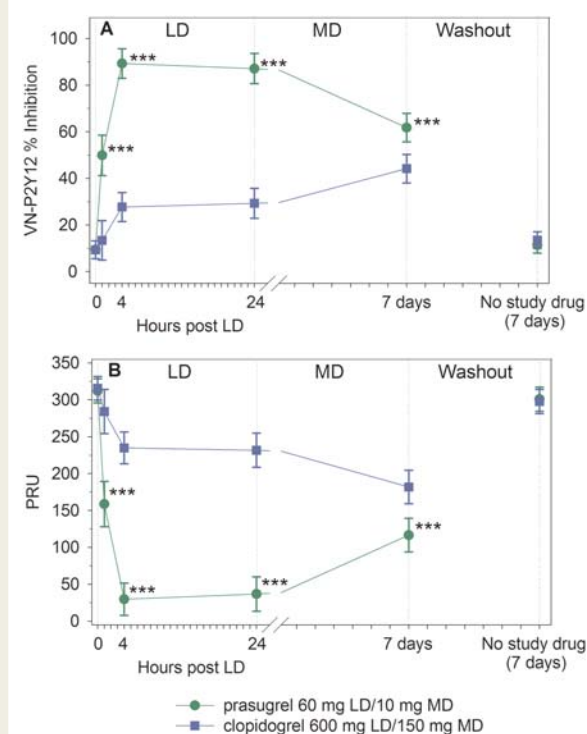 A LD MD Washout
100
80
60
40
20
0
VN-P2Y12 % Inhibition
***
***
***
***
0 4 24 7 days No study drug
(7 days)
Hours post LD
B LD MD Washout
350
300
250
200
150
100
50
0
PRU
***
***
***
***
0 4 24 7 days No study drug
(7 days)
Hours post LD
prasugrel 60 mg LD/10 mg MD
clopidogrel 600 mg LD/150 mg MD